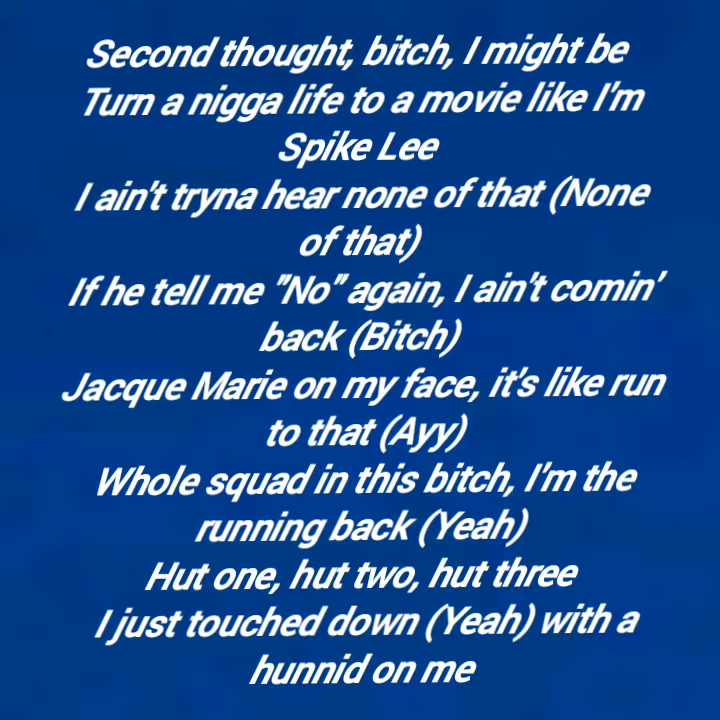 Second thought, bitch, I might be
Turn a nigga life to a movie like I'm
Spike Lee
I ain't tryna hear none of that (None
of that)
If he tell me "No" again, I ain't comin'
back (Bitch)
Jacque Marie on my face, it's like run
to that (Ayy)
Whole squad in this bitch, I'm the
running back (Yeah)
Hut one, hut two, hut three
I just touched down (Yeah) with a
hunnid on me